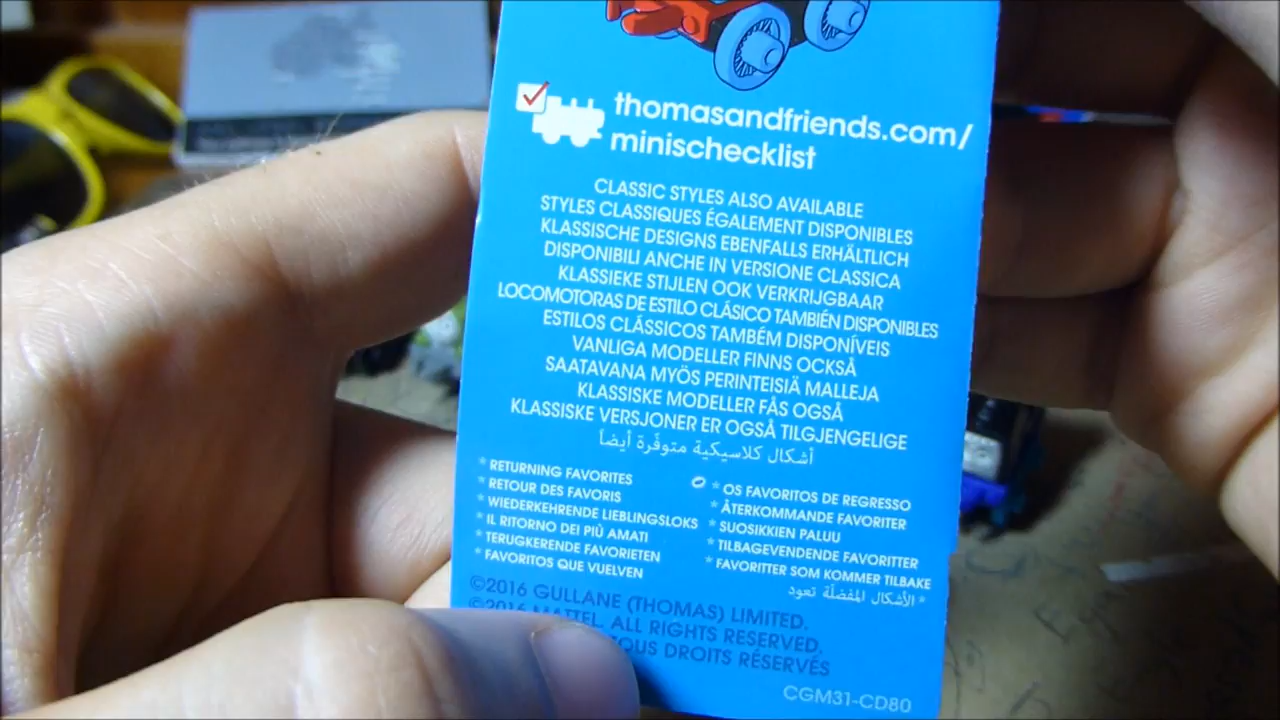 thomasandfriends.com/
minischecklist
CLASSIC STYLES ALSO AVAILABLE
STYLES CLASSIQUES ÉGALEMENT DISPONIBLES
KLASSISCHE DESIGNS EBENFALLS ERHÄLTLICH
DISPONIBILI ANCHE IN VERSIONE CLASSICA
KLASSIEKE STIJLEN OOK VERKRIJGBAAR
LOCOMOTORAS DE ESTILO CLÁSICO TAMBIÉN DISPONIBLES
ESTILOS CLÁSSICOS TAMBÉM DISPONÍVEIS
VANLIGA MODELLER FINNS OCKSÅ
SAATAVANA MYÖS PERINTEISIÄ MALLEJA
KLASSISKE MODELLER FÅS OGSÅ
KLASSISKE VERSJONER ER OGSÅ TILGJENGELIGE
أشكال كلاسيكية متوفّرة أيضاً
* RETURNING FAVORITES
* RETOUR DES FAVORIS
* WIEDERKEHRENDE LIEBLINGSLOKS
* IL RITORNO DEI PIÙ AMATI
* TERUGKERENDE FAVORIETEN
* FAVORITOS QUE VUELVEN
* OS FAVORITOS DE REGRESSO
* ÅTERKOMMANDE FAVORITER
* SUOSIKKIEN PALUU
* TILBAGEVENDENDE FAVORITTER
* FAVORITTER SOM KOMMER TILBAKE
* الأشكال المفضّلة تعود
©2016 GULLANE (THOMAS) LIMITED.
©2016 MATTEL. ALL RIGHTS RESERVED.
TOUS DROITS RÉSERVÉS
CGM31-CD80